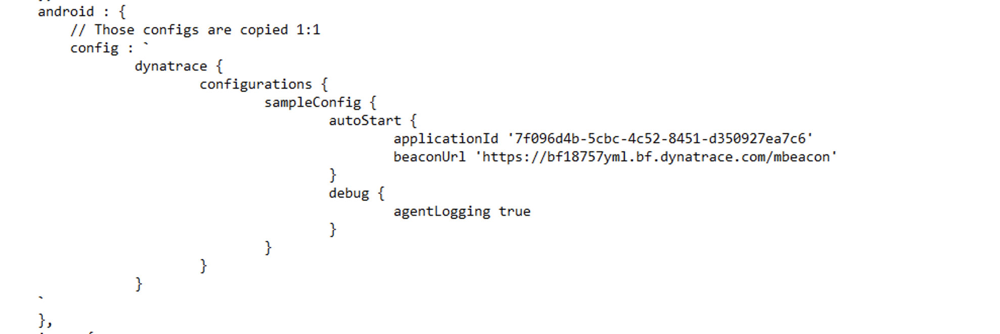 android : {
// Those configs are copied 1:1
config : `
dynatrace {
configurations {
sampleConfig {
autoStart {
applicationId '7f096d4b-5cbc-4c52-8451-d350927ea7c6'
beaconUrl 'https://bf18757yml.bf.dynatrace.com/mbeacon'
}
debug {
agentLogging true
}
}
}
}
`
},